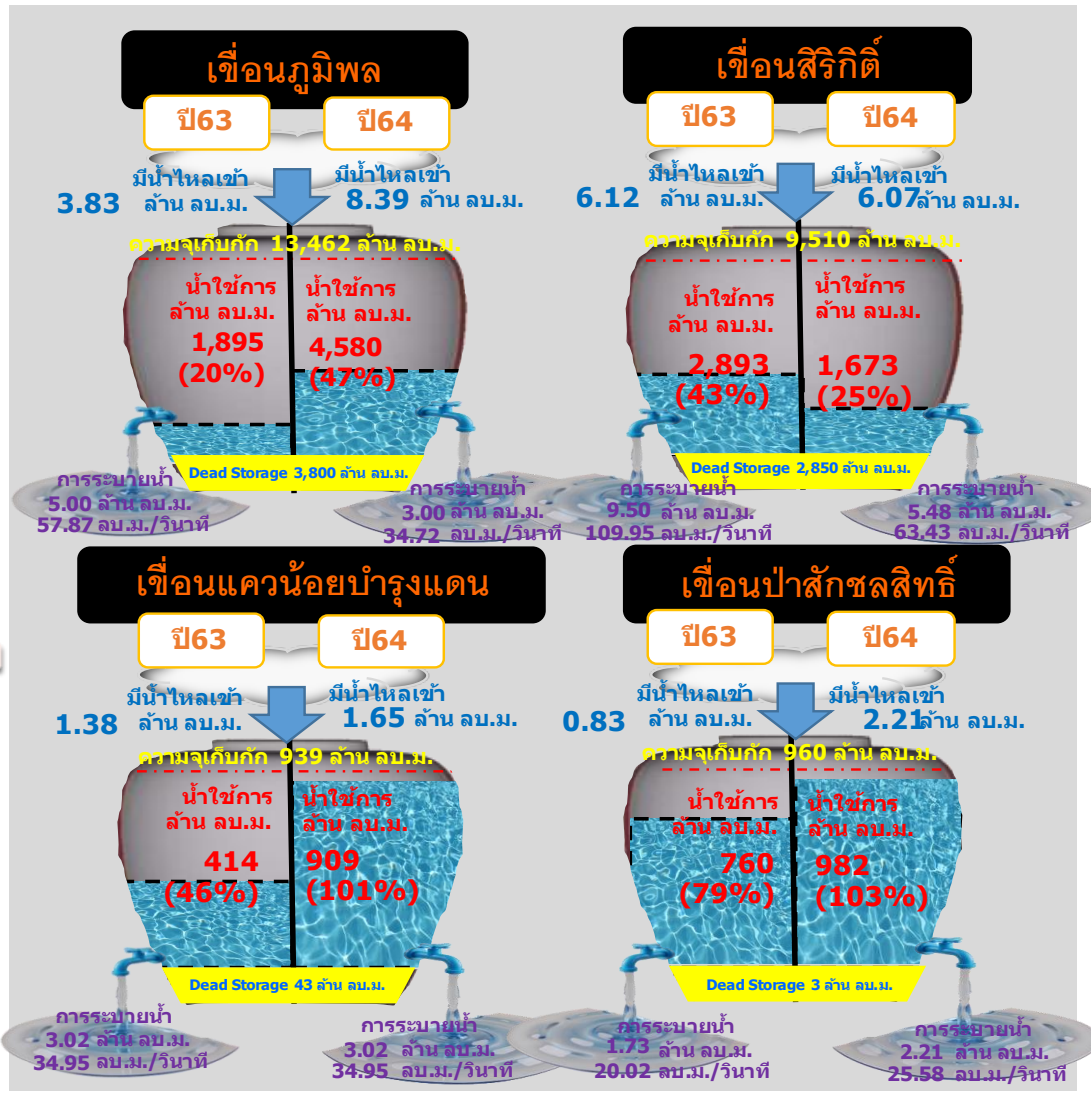 เขื่อนภูมิพล
ปี63
ปี64
มีน้ำไหลเข้า
3.83 ล้าน ลบ.ม.
มีน้ำไหลเข้า
8.39 ล้าน ลบ.ม.
ความจุเก็บกัก 13,462 ล้าน ลบ.ม.
น้ำใช้การ
ล้าน ลบ.ม.
1,895
(20%)
น้ำใช้การ
ล้าน ลบ.ม.
4,580
(47%)
Dead Storage 3,800 ล้าน ลบ.ม.
การระบายน้ำ
5.00 ล้าน ลบ.ม.
57.87 ลบ.ม./วินาที
การระบายน้ำ
3.00 ล้าน ลบ.ม.
34.72 ลบ.ม./วินาที
เขื่อนสิริกิติ์
ปี63
ปี64
มีน้ำไหลเข้า
6.12 ล้าน ลบ.ม.
มีน้ำไหลเข้า
6.07ล้าน ลบ.ม.
ความจุเก็บกัก 9,510 ล้าน ลบ.ม.
น้ำใช้การ
ล้าน ลบ.ม.
2,893
(43%)
น้ำใช้การ
ล้าน ลบ.ม.
1,673
(25%)
Dead Storage 2,850 ล้าน ลบ.ม.
การระบายน้ำ
9.50 ล้าน ลบ.ม.
109.95 ลบ.ม./วินาที
การระบายน้ำ
5.48 ล้าน ลบ.ม.
63.43 ลบ.ม./วินาที
เขื่อนแควน้อยบำรุงแดน
ปี63
ปี64
มีน้ำไหลเข้า
1.38 ล้าน ลบ.ม.
มีน้ำไหลเข้า
1.65 ล้าน ลบ.ม.
ความจุเก็บกัก 939 ล้าน ลบ.ม.
น้ำใช้การ
ล้าน ลบ.ม.
414
(46%)
น้ำใช้การ
ล้าน ลบ.ม.
909
(101%)
Dead Storage 43 ล้าน ลบ.ม.
การระบายน้ำ
3.02 ล้าน ลบ.ม.
34.95 ลบ.ม./วินาที
การระบายน้ำ
3.02 ล้าน ลบ.ม.
34.95 ลบ.ม./วินาที
เขื่อนป่าสักชลสิทธิ์
ปี63
ปี64
มีน้ำไหลเข้า
0.83 ล้าน ลบ.ม.
มีน้ำไหลเข้า
2.21ล้าน ลบ.ม.
ความจุเก็บกัก 960 ล้าน ลบ.ม.
น้ำใช้การ
ล้าน ลบ.ม.
760
(79%)
น้ำใช้การ
ล้าน ลบ.ม.
982
(103%)
Dead Storage 3 ล้าน ลบ.ม.
การระบายน้ำ
1.73 ล้าน ลบ.ม.
20.02 ลบ.ม./วินาที
การระบายน้ำ
2.21 ล้าน ลบ.ม.
25.58 ลบ.ม./วินาที